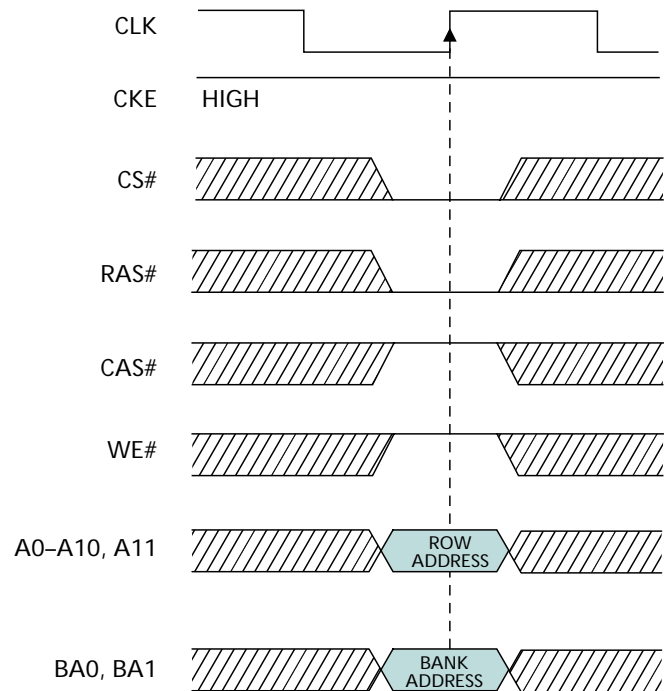 CLK
CKE HIGH
CS#
RAS#
CAS#
WE#
A0–A10, A11
ROW
ADDRESS
BA0, BA1
BANK
ADDRESS